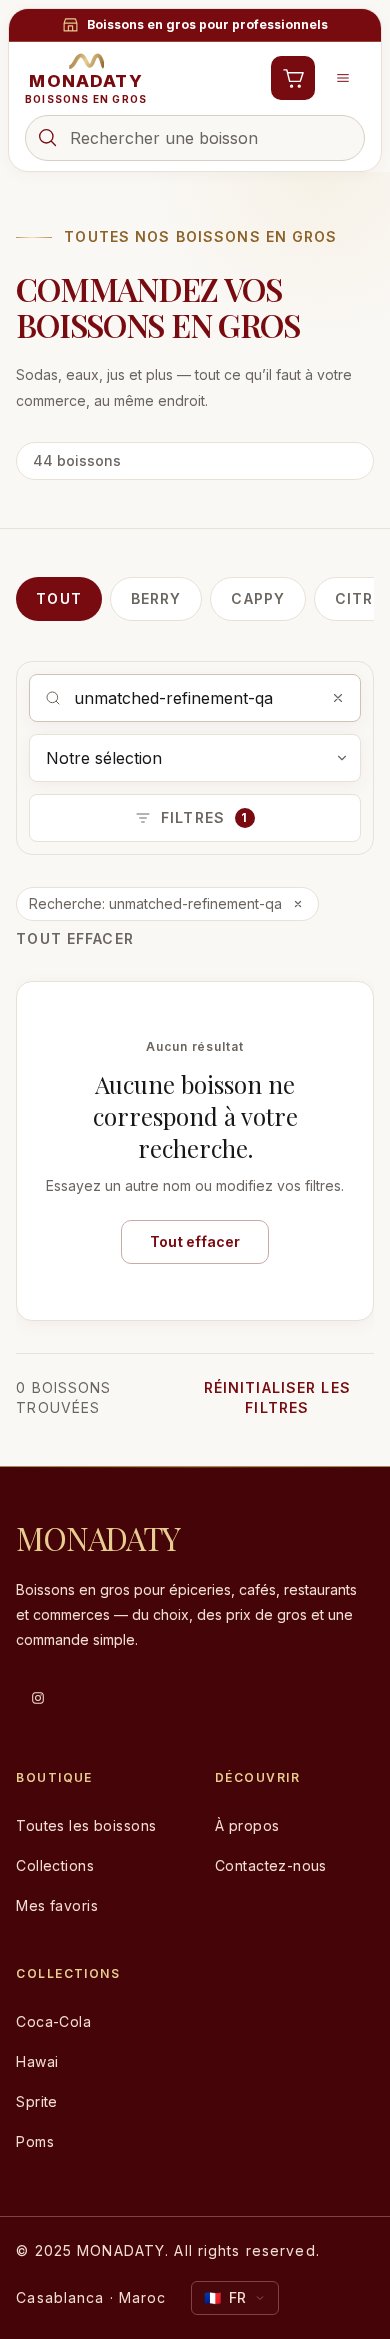 Boissons en gros pour professionnels
MONADATY
BOISSONS EN GROS
Rechercher une boisson
TOUTES NOS BOISSONS EN GROS
COMMANDEZ VOS
BOISSONS EN GROS
Sodas, eaux, jus et plus — tout ce qu’il faut à votre
commerce, au même endroit.
44 boissons
TOUT BERRY CAPPY CITR
unmatched-refinement-qa
Notre sélection
FILTRES 1
Recherche: unmatched-refinement-qa
TOUT EFFACER
Aucun résultat
Aucune boisson ne
correspond à votre
recherche.
Essayez un autre nom ou modifiez vos filtres.
Tout effacer
0 BOISSONS
TROUVÉES
RÉINITIALISER LES
FILTRES
MONADATY
Boissons en gros pour épiceries, cafés, restaurants
et commerces — du choix, des prix de gros et une
commande simple.
BOUTIQUE
Toutes les boissons
Collections
Mes favoris
DÉCOUVRIR
À propos
Contactez-nous
COLLECTIONS
Coca-Cola
Hawai
Sprite
Poms
© 2025 MONADATY. All rights reserved.
Casablanca · Maroc
FR